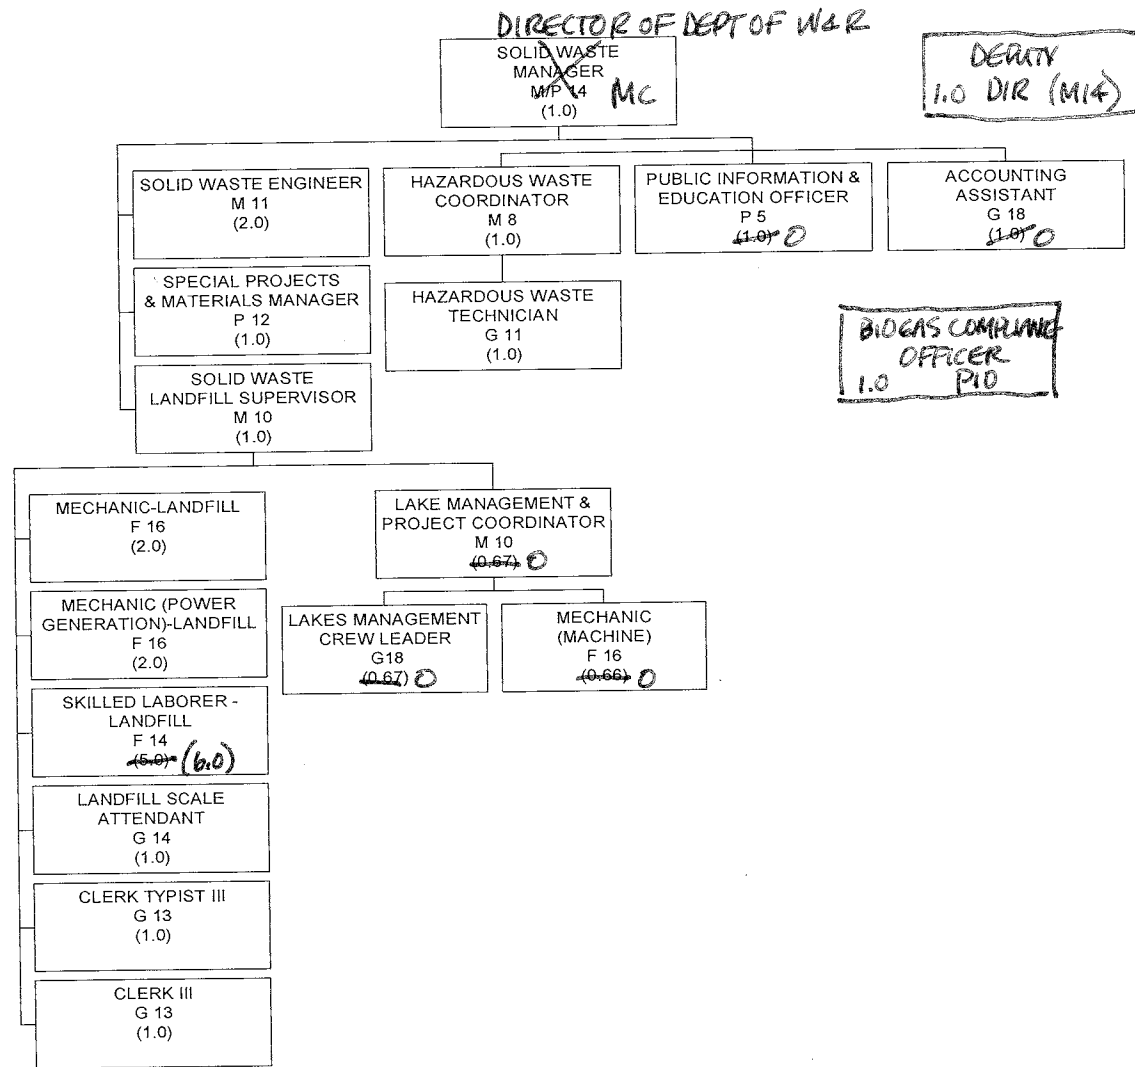 DIRECTOR OF DEPT OF W&R
SOLID WASTE
MANAGER
M/P 14 MC
(1.0)
DEPUTY
1.0 DIR (M14)
SOLID WASTE ENGINEER
M 11
(2.0)
HAZARDOUS WASTE
COORDINATOR
M 8
(1.0)
PUBLIC INFORMATION &
EDUCATION OFFICER
P 5
(1.0) 0
ACCOUNTING
ASSISTANT
G 18
(1.0) 0
SPECIAL PROJECTS
& MATERIALS MANAGER
P 12
(1.0)
HAZARDOUS WASTE
TECHNICIAN
G 11
(1.0)
BIOGAS COMPLIANCE
OFFICER
1.0 P10
SOLID WASTE
LANDFILL SUPERVISOR
M 10
(1.0)
MECHANIC-LANDFILL
F 16
(2.0)
LAKE MANAGEMENT &
PROJECT COORDINATOR
M 10
(0.67) 0
MECHANIC (POWER
GENERATION)-LANDFILL
F 16
(2.0)
LAKES MANAGEMENT
CREW LEADER
G18
(0.67) 0
MECHANIC
(MACHINE)
F 16
(0.66) 0
SKILLED LABORER -
LANDFILL
F 14
(5.0) (6.0)
LANDFILL SCALE
ATTENDANT
G 14
(1.0)
CLERK TYPIST III
G 13
(1.0)
CLERK III
G 13
(1.0)